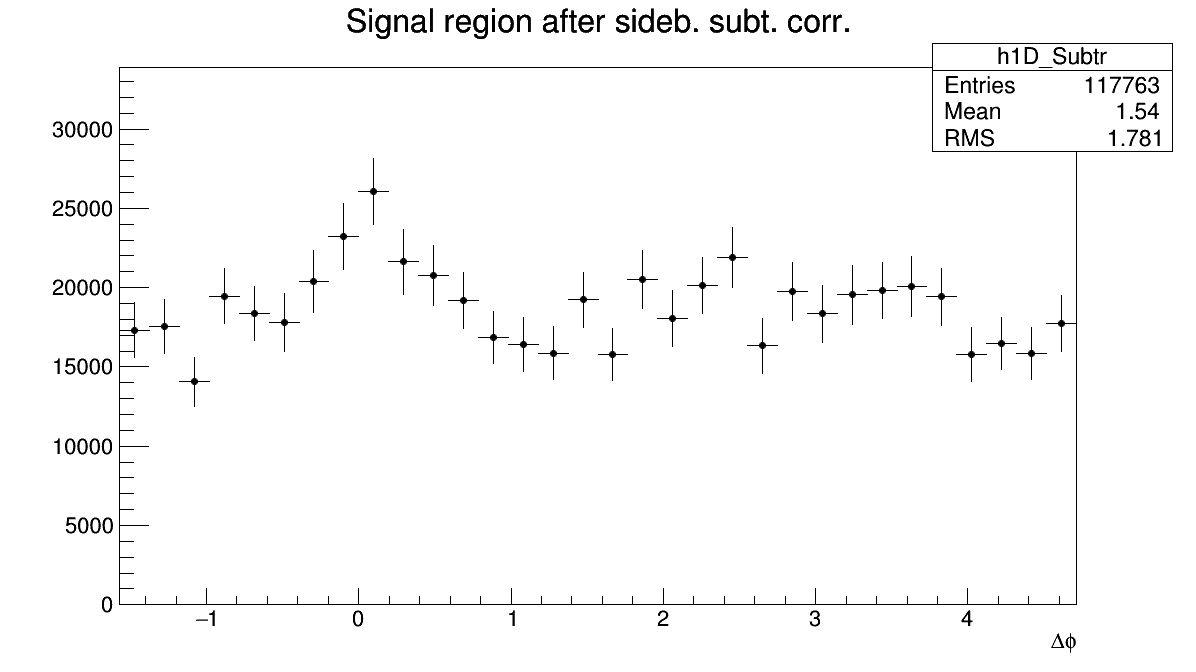 Signal region after sideb. subt. corr.
h1D_Subtr
Entries 117763
Mean 1.54
RMS 1.781
30000
25000
20000
15000
10000
5000
0
−1 0 1 2 3 4
Δϕ